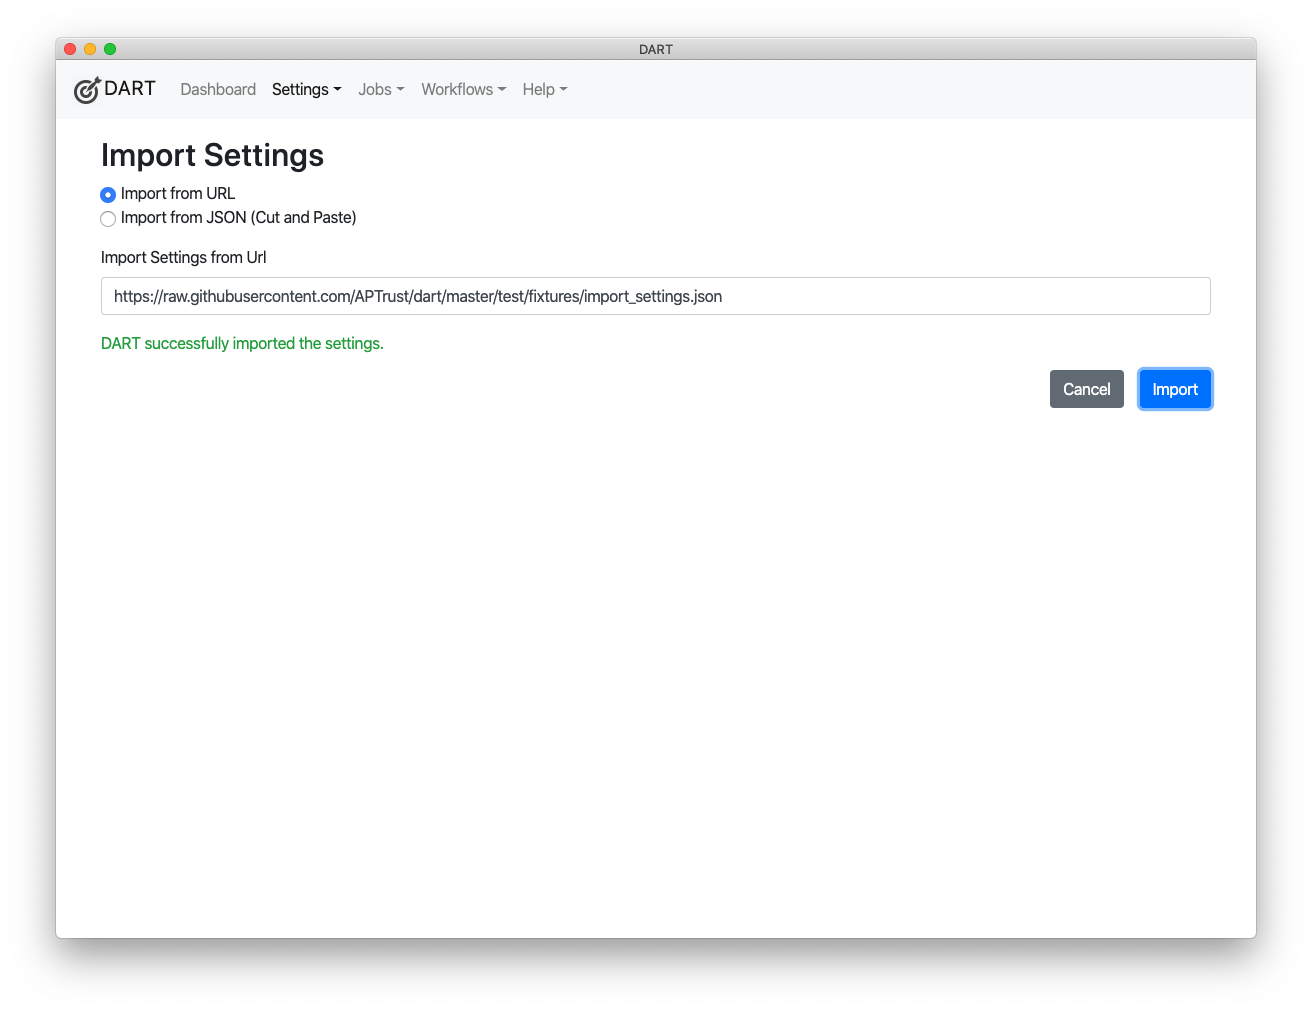 DART
DART Dashboard Settings Jobs Workflows Help
Import Settings
Import from URL
Import from JSON (Cut and Paste)
Import Settings from Url
https://raw.githubusercontent.com/APTrust/dart/master/test/fixtures/import_settings.json
DART successfully imported the settings.
Cancel Import